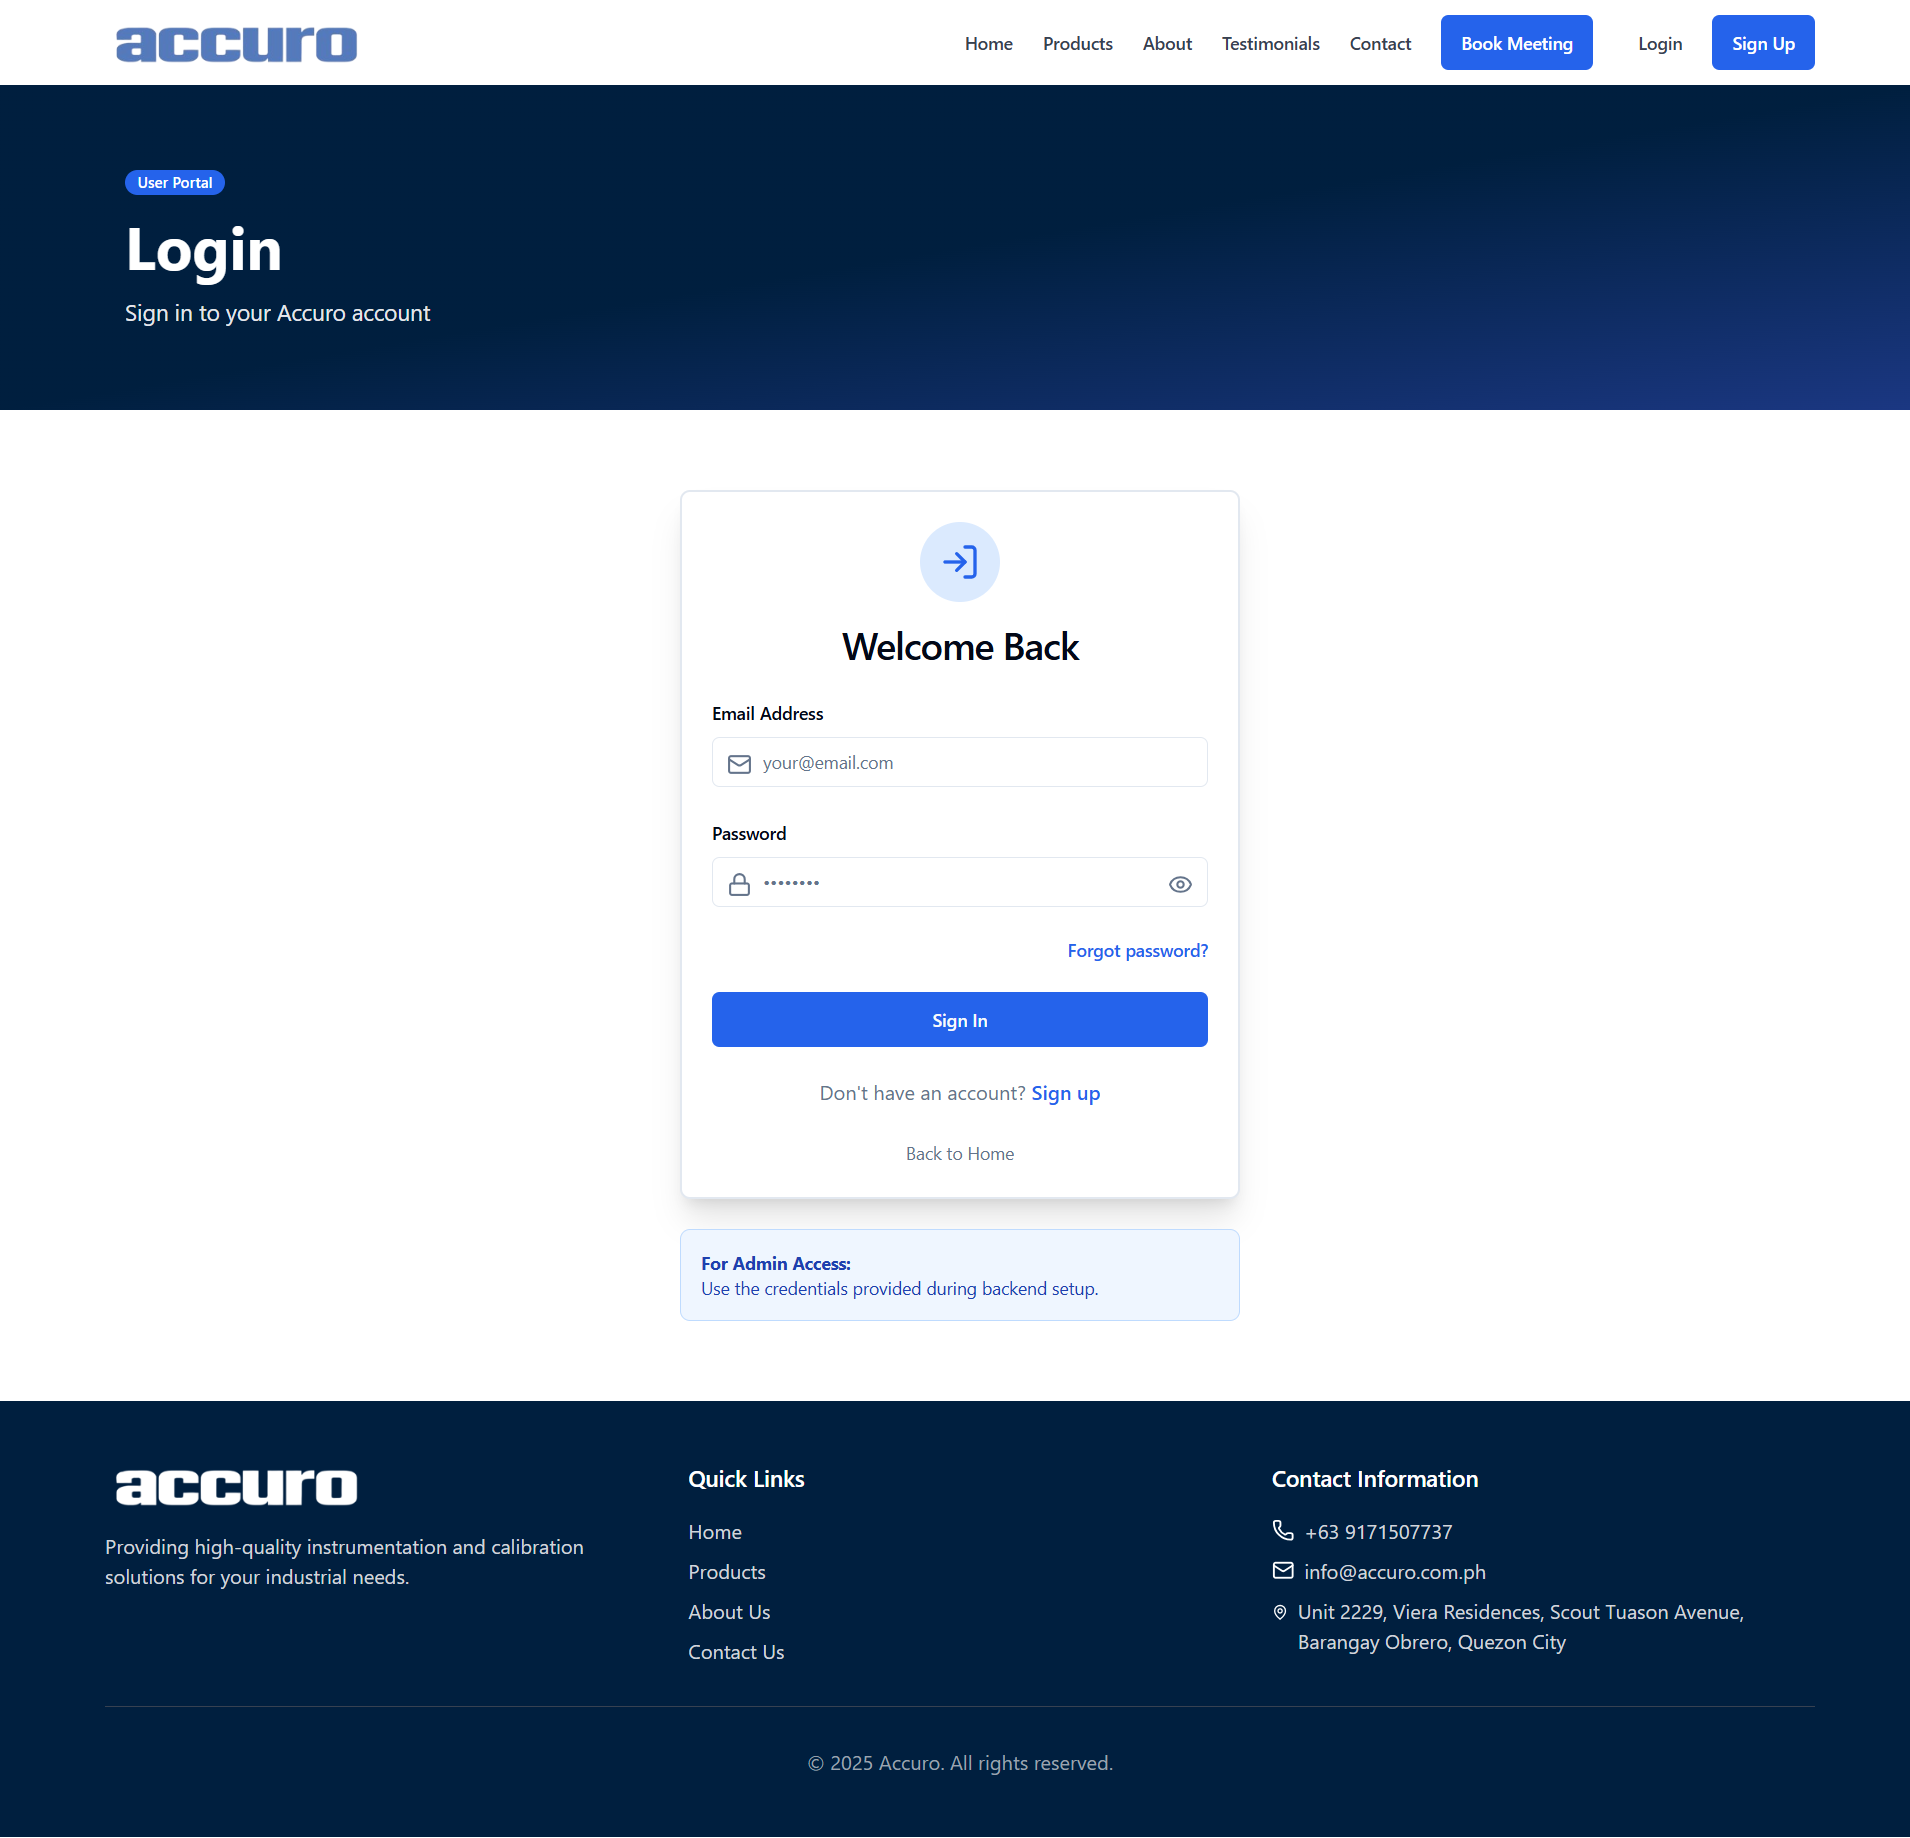 accuro
Home Products About Testimonials Contact Book Meeting Login Sign Up
User Portal
Login
Sign in to your Accuro account
Welcome Back
Email Address
your@email.com
Password
••••••••
Forgot password?
Sign In
Don't have an account? Sign up
Back to Home
For Admin Access:
Use the credentials provided during backend setup.
accuro
Providing high-quality instrumentation and calibration
solutions for your industrial needs.
Quick Links
Home
Products
About Us
Contact Us
Contact Information
+63 9171507737
info@accuro.com.ph
Unit 2229, Viera Residences, Scout Tuason Avenue,
Barangay Obrero, Quezon City
© 2025 Accuro. All rights reserved.